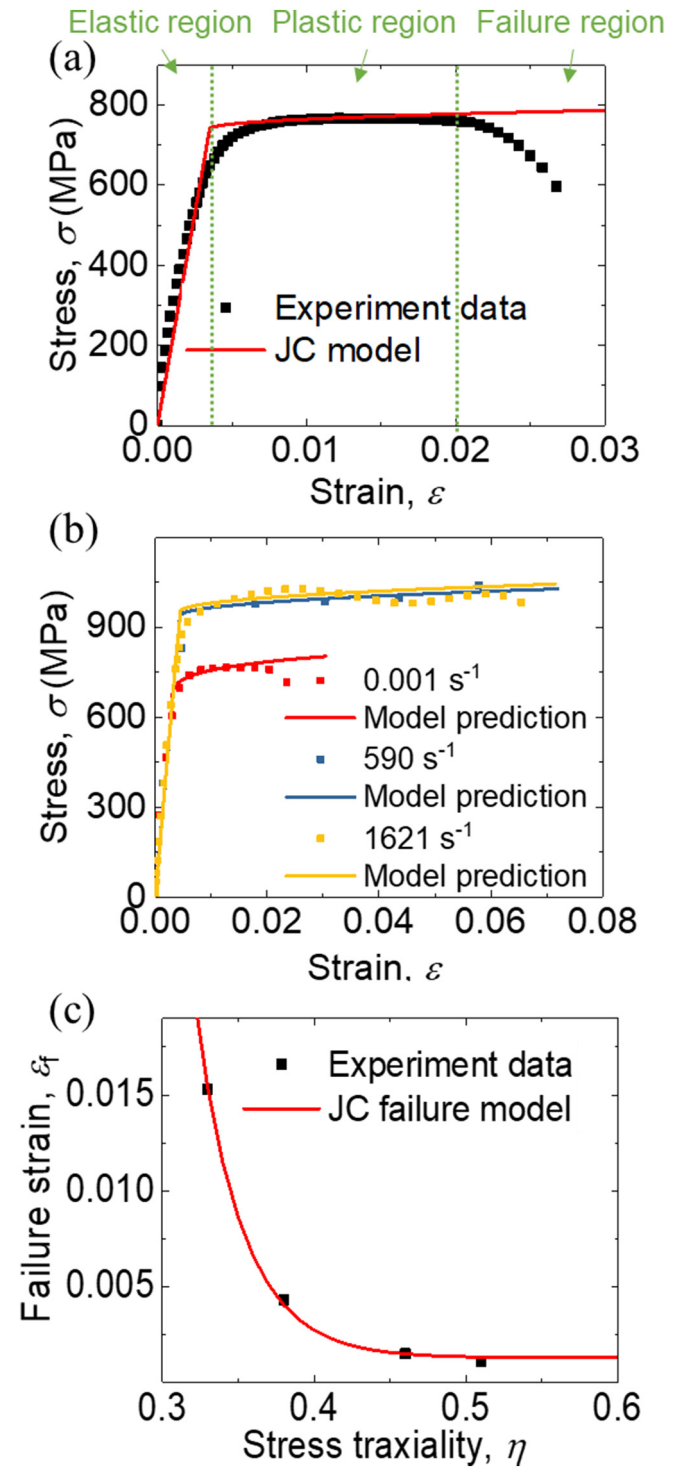 Elastic region Plastic region Failure region
(a)
800
600
400
200
0
Stress, σ (MPa)
Experiment data
JC model
0.00 0.01 0.02 0.03
Strain, ε
(b)
900
600
300
0
Stress, σ (MPa)
0.001 s⁻¹
Model prediction
590 s⁻¹
Model prediction
1621 s⁻¹
Model prediction
0.00 0.02 0.04 0.06 0.08
Strain, ε
(c)
0.015
0.010
0.005
Failure strain, εf
Experiment data
JC failure model
0.3 0.4 0.5 0.6
Stress traxiality, η